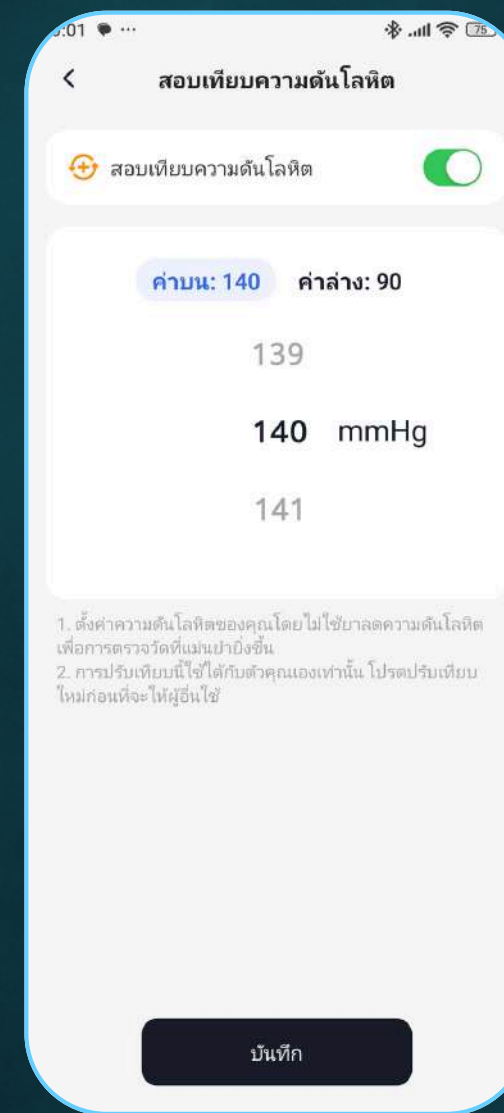 :01
75
สอบเทียบความดันโลหิต
สอบเทียบความดันโลหิต
ค่าบน: 140 ค่าล่าง: 90
139
140 mmHg
141
1. ตั้งค่าความดันโลหิตของคุณโดยไม่ใช้ยาลดความดันโลหิต
เพื่อการตรวจวัดที่แม่นยำยิ่งขึ้น
2. การปรับเทียบนี้ใช้ได้กับตัวคุณเองเท่านั้น โปรดปรับเทียบ
ใหม่ก่อนที่จะให้ผู้อื่นใช้
บันทึก